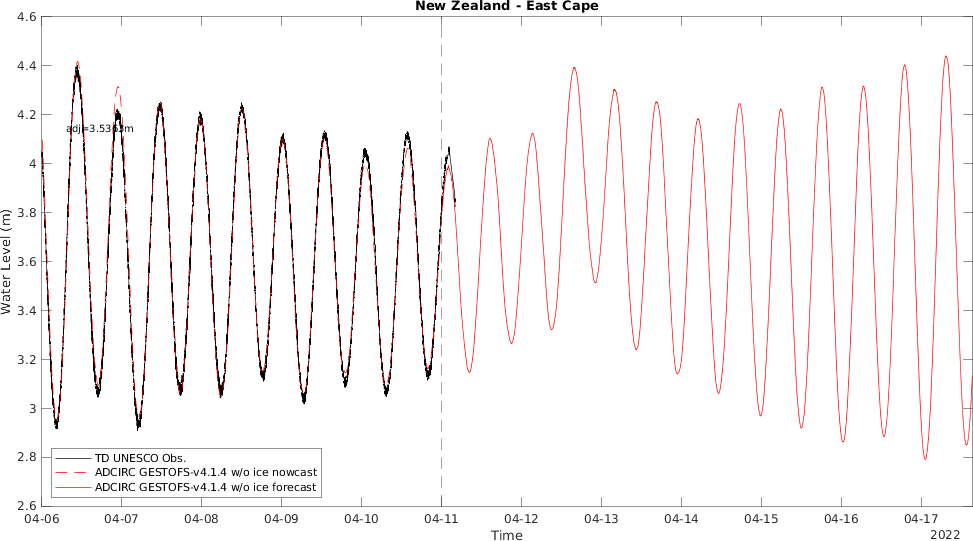 New Zealand - East Cape
4.6
4.4
4.2
4
3.8
3.6
3.4
3.2
3
2.8
2.6
Water Level (m)
adj=3.5363m
TD UNESCO Obs.
ADCIRC GESTOFS-v4.1.4 w/o ice nowcast
ADCIRC GESTOFS-v4.1.4 w/o ice forecast
04-06 04-07 04-08 04-09 04-10 04-11 04-12 04-13 04-14 04-15 04-16 04-17
2022
Time